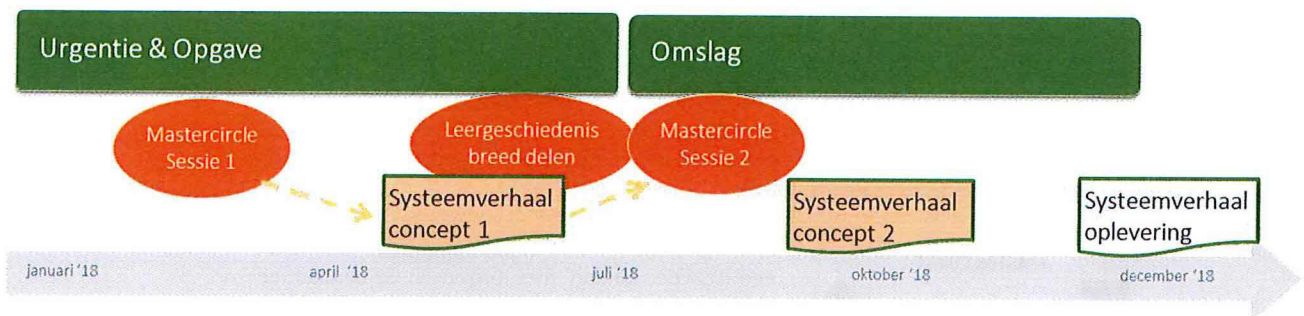 Urgentie & Opgave
Omslag
Mastercircle
Sessie 1
Leergeschiedenis
breed delen
Mastercircle
Sessie 2
Systeemverhaal
concept 1
Systeemverhaal
concept 2
Systeemverhaal
oplevering
januari '18
april '18
juli '18
oktober '18
december '18